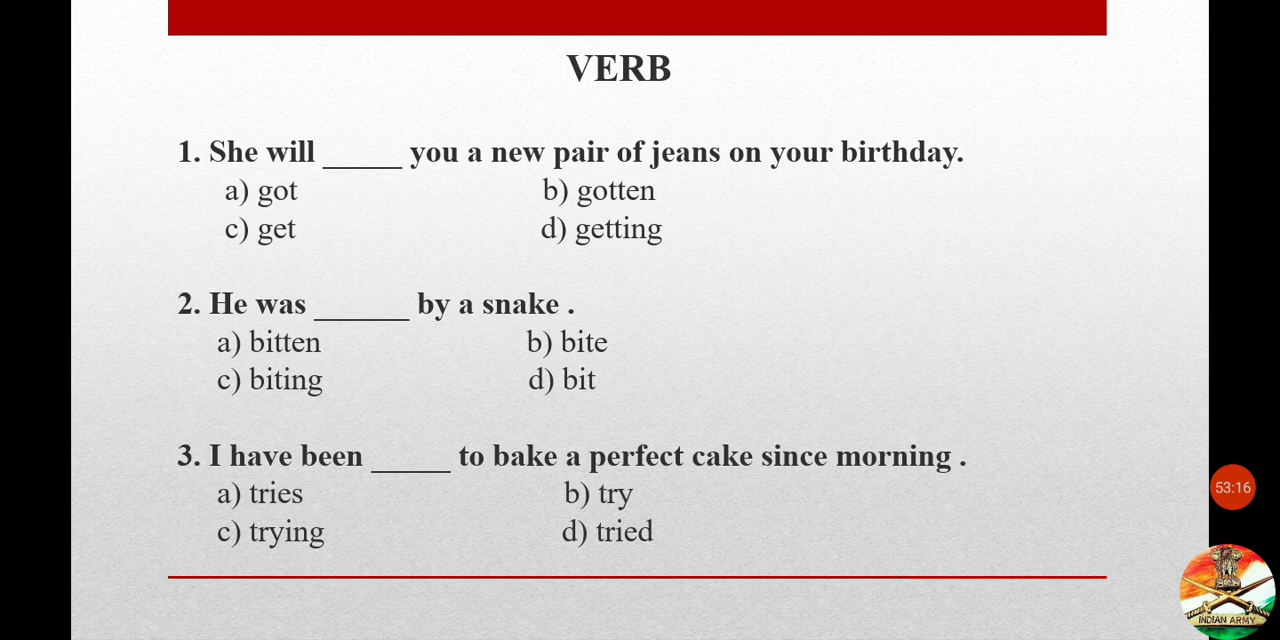 VERB
1. She will _____ you a new pair of jeans on your birthday.
a) got b) gotten
c) get d) getting
2. He was ______ by a snake .
a) bitten b) bite
c) biting d) bit
3. I have been _____ to bake a perfect cake since morning .
a) tries b) try
c) trying d) tried
53:16
INDIAN ARMY